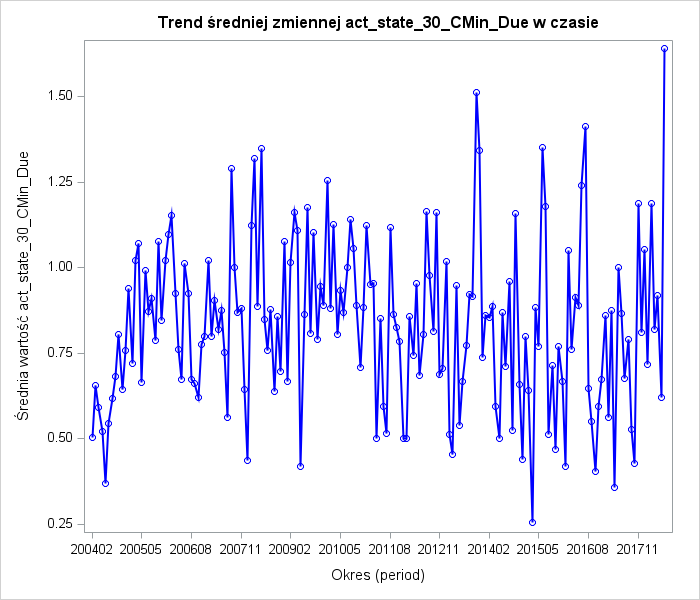 Trend średniej zmiennej act_state_30_CMin_Due w czasie
Średnia wartość act_state_30_CMin_Due
1.50
1.25
1.00
0.75
0.50
0.25
200402 200505 200608 200711 200902 201005 201108 201211 201402 201505 201608 201711
Okres (period)